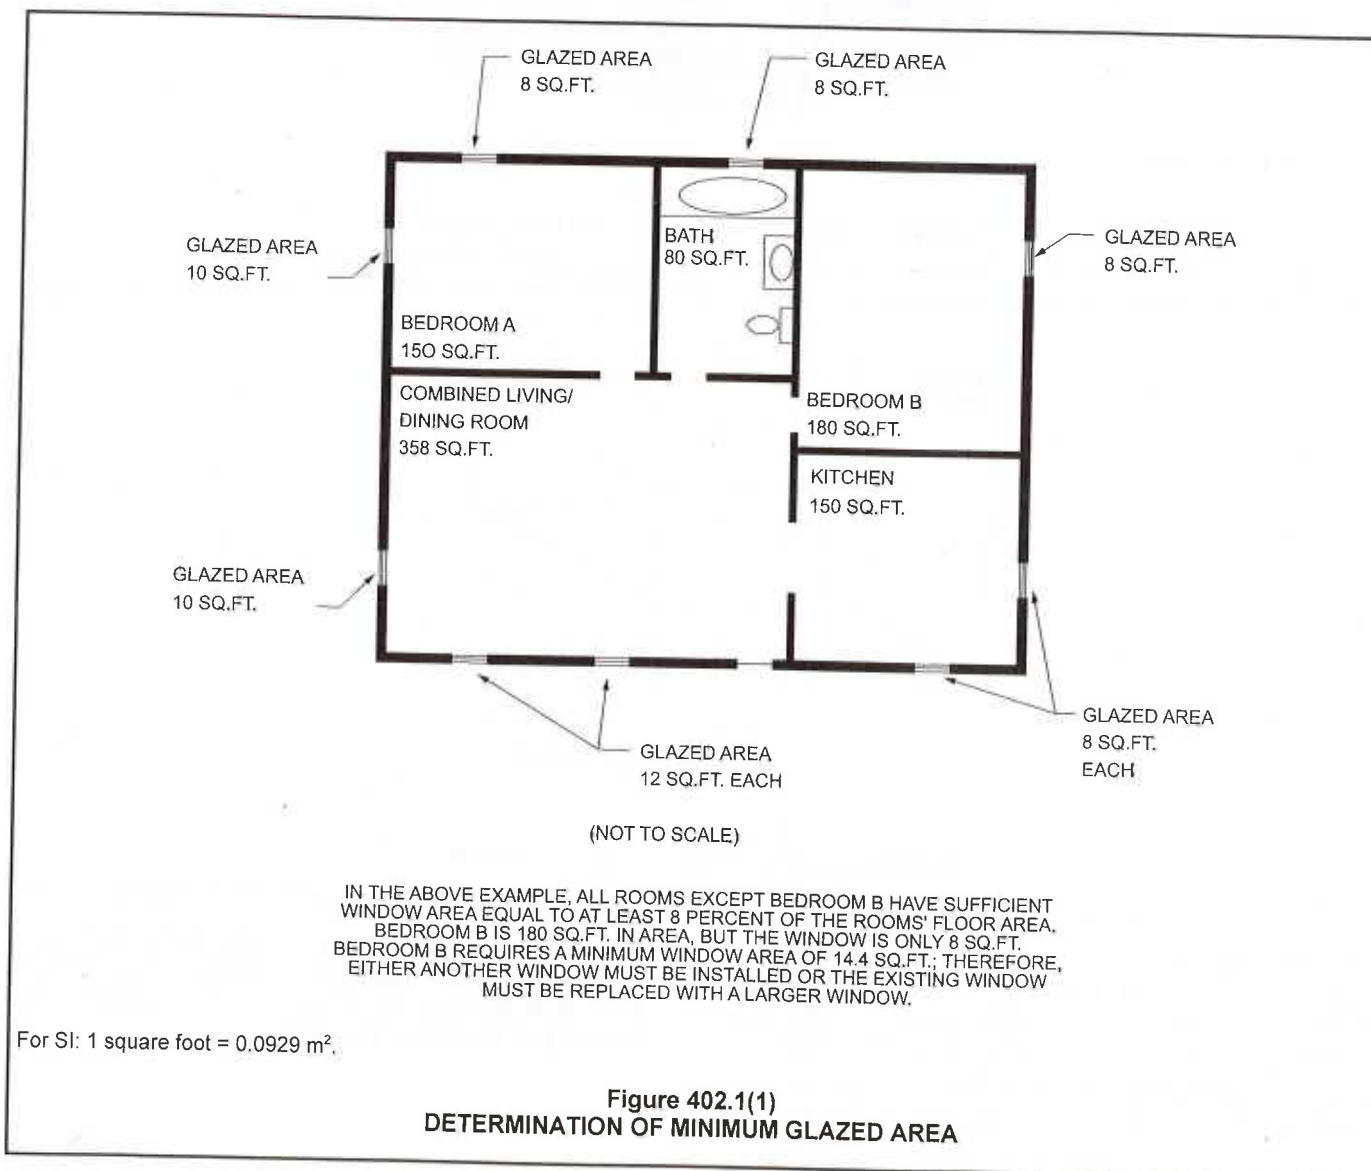 GLAZED AREA
8 SQ.FT.
GLAZED AREA
8 SQ.FT.
GLAZED AREA
10 SQ.FT.
BATH
80 SQ.FT.
GLAZED AREA
8 SQ.FT.
BEDROOM A
150 SQ.FT.
COMBINED LIVING/
DINING ROOM
358 SQ.FT.
BEDROOM B
180 SQ.FT.
KITCHEN
150 SQ.FT.
GLAZED AREA
10 SQ.FT.
GLAZED AREA
12 SQ.FT. EACH
GLAZED AREA
8 SQ.FT.
EACH
(NOT TO SCALE)
IN THE ABOVE EXAMPLE, ALL ROOMS EXCEPT BEDROOM B HAVE SUFFICIENT
WINDOW AREA EQUAL TO AT LEAST 8 PERCENT OF THE ROOMS' FLOOR AREA.
BEDROOM B IS 180 SQ.FT. IN AREA, BUT THE WINDOW IS ONLY 8 SQ.FT.
BEDROOM B REQUIRES A MINIMUM WINDOW AREA OF 14.4 SQ.FT.; THEREFORE,
EITHER ANOTHER WINDOW MUST BE INSTALLED OR THE EXISTING WINDOW
MUST BE REPLACED WITH A LARGER WINDOW.
For SI: 1 square foot = 0.0929 m².
Figure 402.1(1)
DETERMINATION OF MINIMUM GLAZED AREA